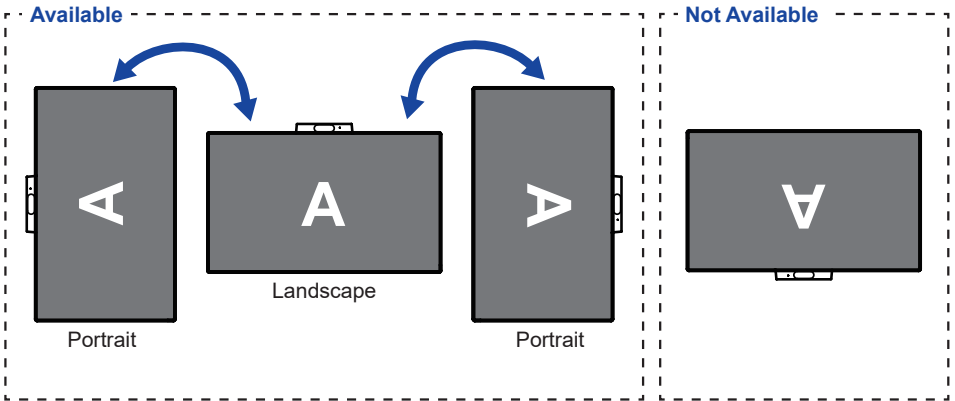 Available
Not Available
A
A
A
A
Landscape
Portrait
Portrait